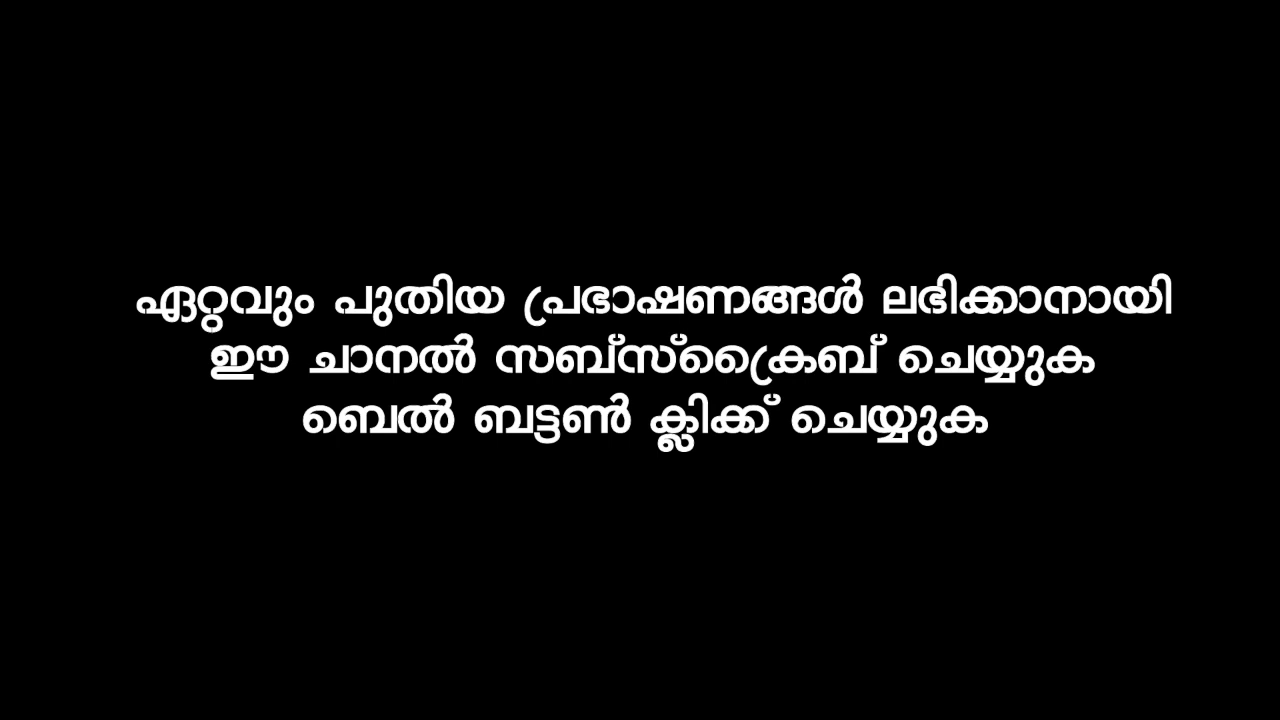 ഏറ്റവും പുതിയ പ്രഭാഷണങ്ങൾ ലഭിക്കാനായി
ഈ ചാനൽ സബ്സ്ക്രൈബ് ചെയ്യുക
ബെൽ ബട്ടൺ ക്ലിക്ക് ചെയ്യുക